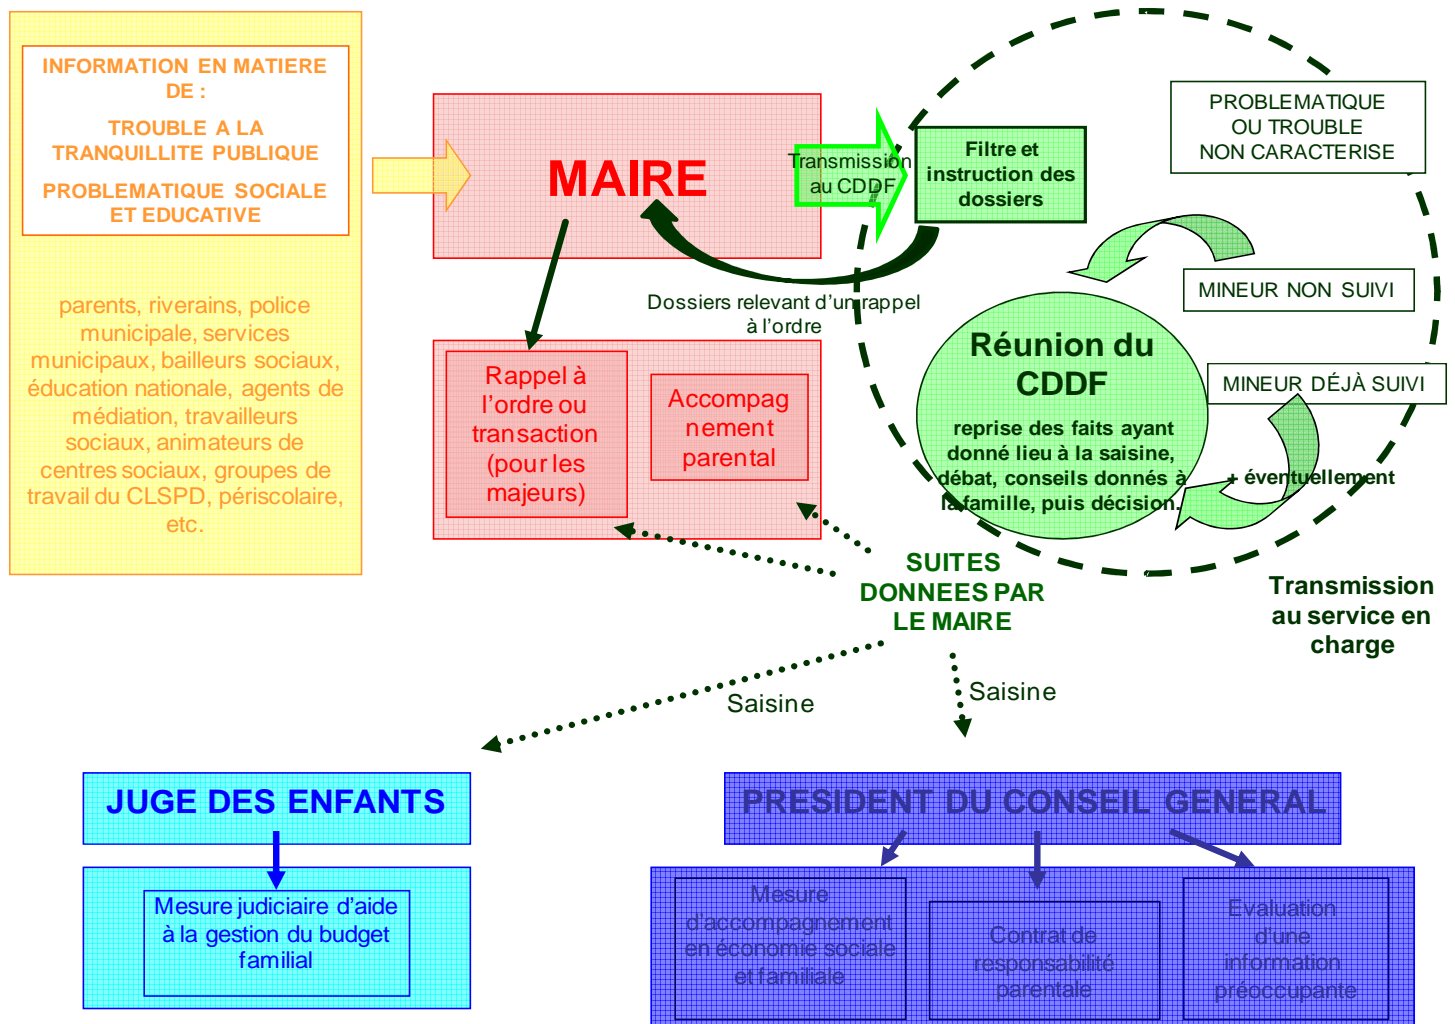 INFORMATION EN MATIERE
DE :
TROUBLE A LA
TRANQUILLITE PUBLIQUE
PROBLEMATIQUE SOCIALE
ET EDUCATIVE
parents, riverains, police
municipale, services
municipaux, bailleurs sociaux,
éducation nationale, agents de
médiation, travailleurs
sociaux, animateurs de
centres sociaux, groupes de
travail du CLSPD, périscolaire,
etc.
MAIRE
Transmission
au CDDF
Filtre et
instruction des
dossiers
PROBLEMATIQUE
OU TROUBLE
NON CARACTERISE
MINEUR NON SUIVI
Dossiers relevant d'un rappel
à l'ordre
Rappel à
l'ordre ou
transaction
(pour les
majeurs)
Accompag
nement
parental
Réunion du
CDDF
reprise des faits ayant
donné lieu à la saisine,
débat, conseils donnés à
la famille, puis décision.
MINEUR DÉJÀ SUIVI
+ éventuellement
SUITES
DONNEES PAR
LE MAIRE
Transmission
au service en
charge
Saisine
Saisine
JUGE DES ENFANTS
Mesure judiciaire d'aide
à la gestion du budget
familial
PRESIDENT DU CONSEIL GENERAL
Mesure
d'accompagnement
en économie sociale
et familiale
Contrat de
responsabilité
parentale
Evaluation
d'une
information
préoccupante